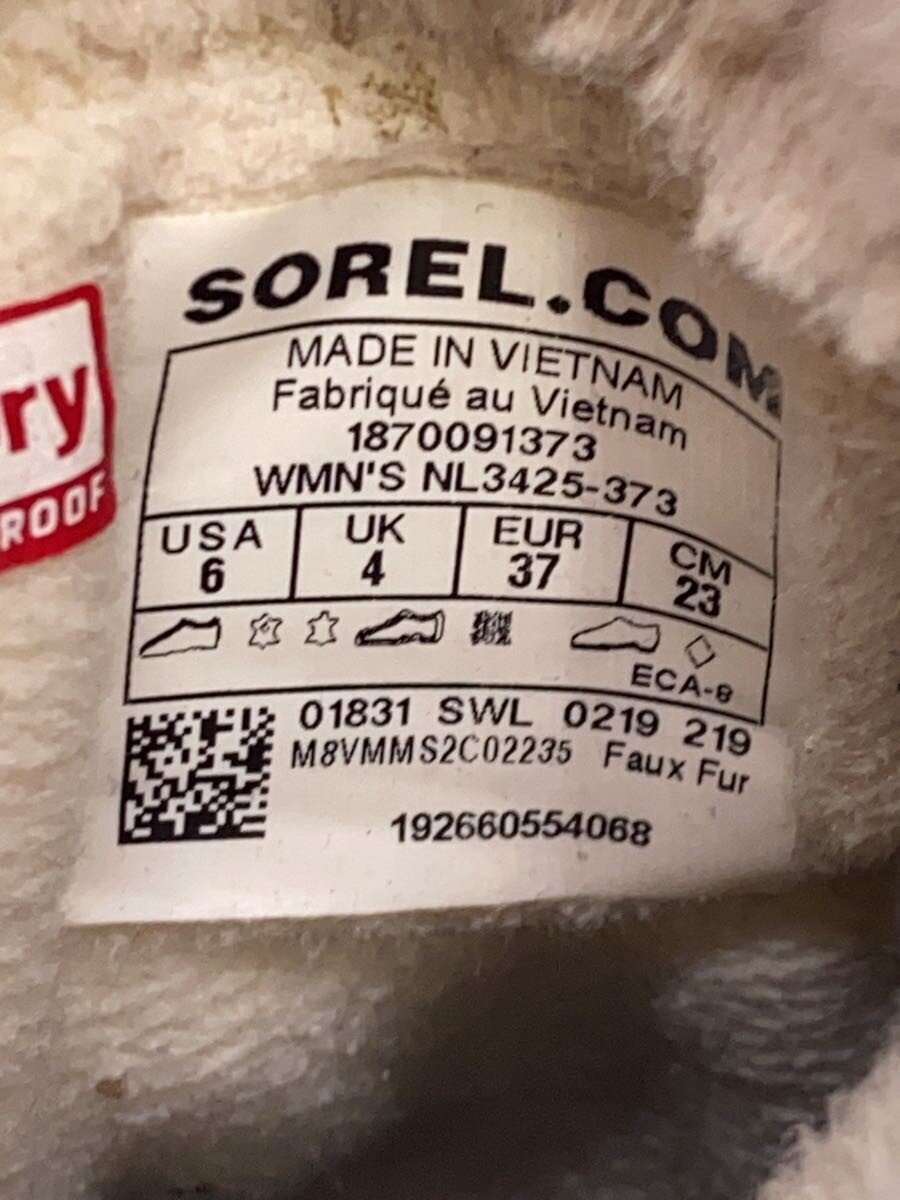 SOREL.COM
MADE IN VIETNAM
Fabriqué au Vietnam
1870091373
WMN'S NL3425-373
USA UK EUR CM
6 4 37 23
ECA-8
01831 SWL 0219 219
M8VMMS2C02235 Faux Fur
192660554068
ry
ROOF